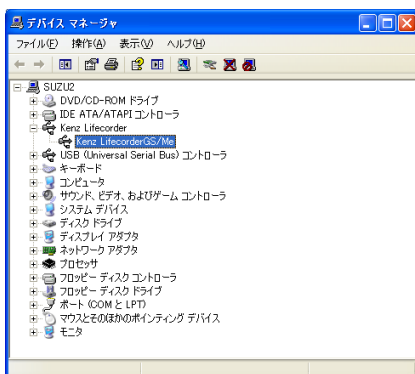 デバイス マネージャ
ファイル(F) 操作(A) 表示(V) ヘルプ(H)
SUZU2
DVD/CD-ROM ドライブ
IDE ATA/ATAPI コントローラ
Kenz Lifecorder
Kenz LifecorderGS/Me
USB (Universal Serial Bus) コントローラ
キーボード
コンピュータ
サウンド、ビデオ、およびゲーム コントローラ
システム デバイス
ディスク ドライブ
ディスプレイ アダプタ
ネットワーク アダプタ
プロセッサ
フロッピー ディスク コントローラ
フロッピー ディスク ドライブ
ポート (COM と LPT)
マウスとそのほかのポインティング デバイス
モニタ